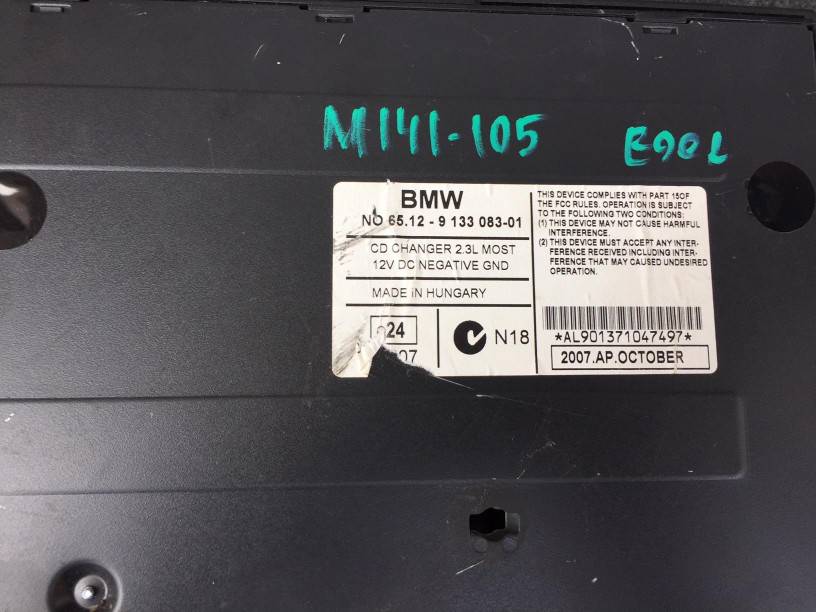 M141-105 E90L
BMW
NO 65.12 - 9 133 083-01
CD CHANGER 2.3L MOST
12V DC NEGATIVE GND
MADE IN HUNGARY
e24
07
N18
THIS DEVICE COMPLIES WITH PART 15OF
THE FCC RULES. OPERATION IS SUBJECT
TO THE FOLLOWING TWO CONDITIONS:
(1) THIS DEVICE MAY NOT CAUSE HARMFUL
INTERFERENCE.
(2) THIS DEVICE MUST ACCEPT ANY INTER-
FERENCE RECEIVED INCLUDING INTER-
FERENCE THAT MAY CAUSED UNDESIRED
OPERATION.
*AL901371047497*
2007.AP.OCTOBER